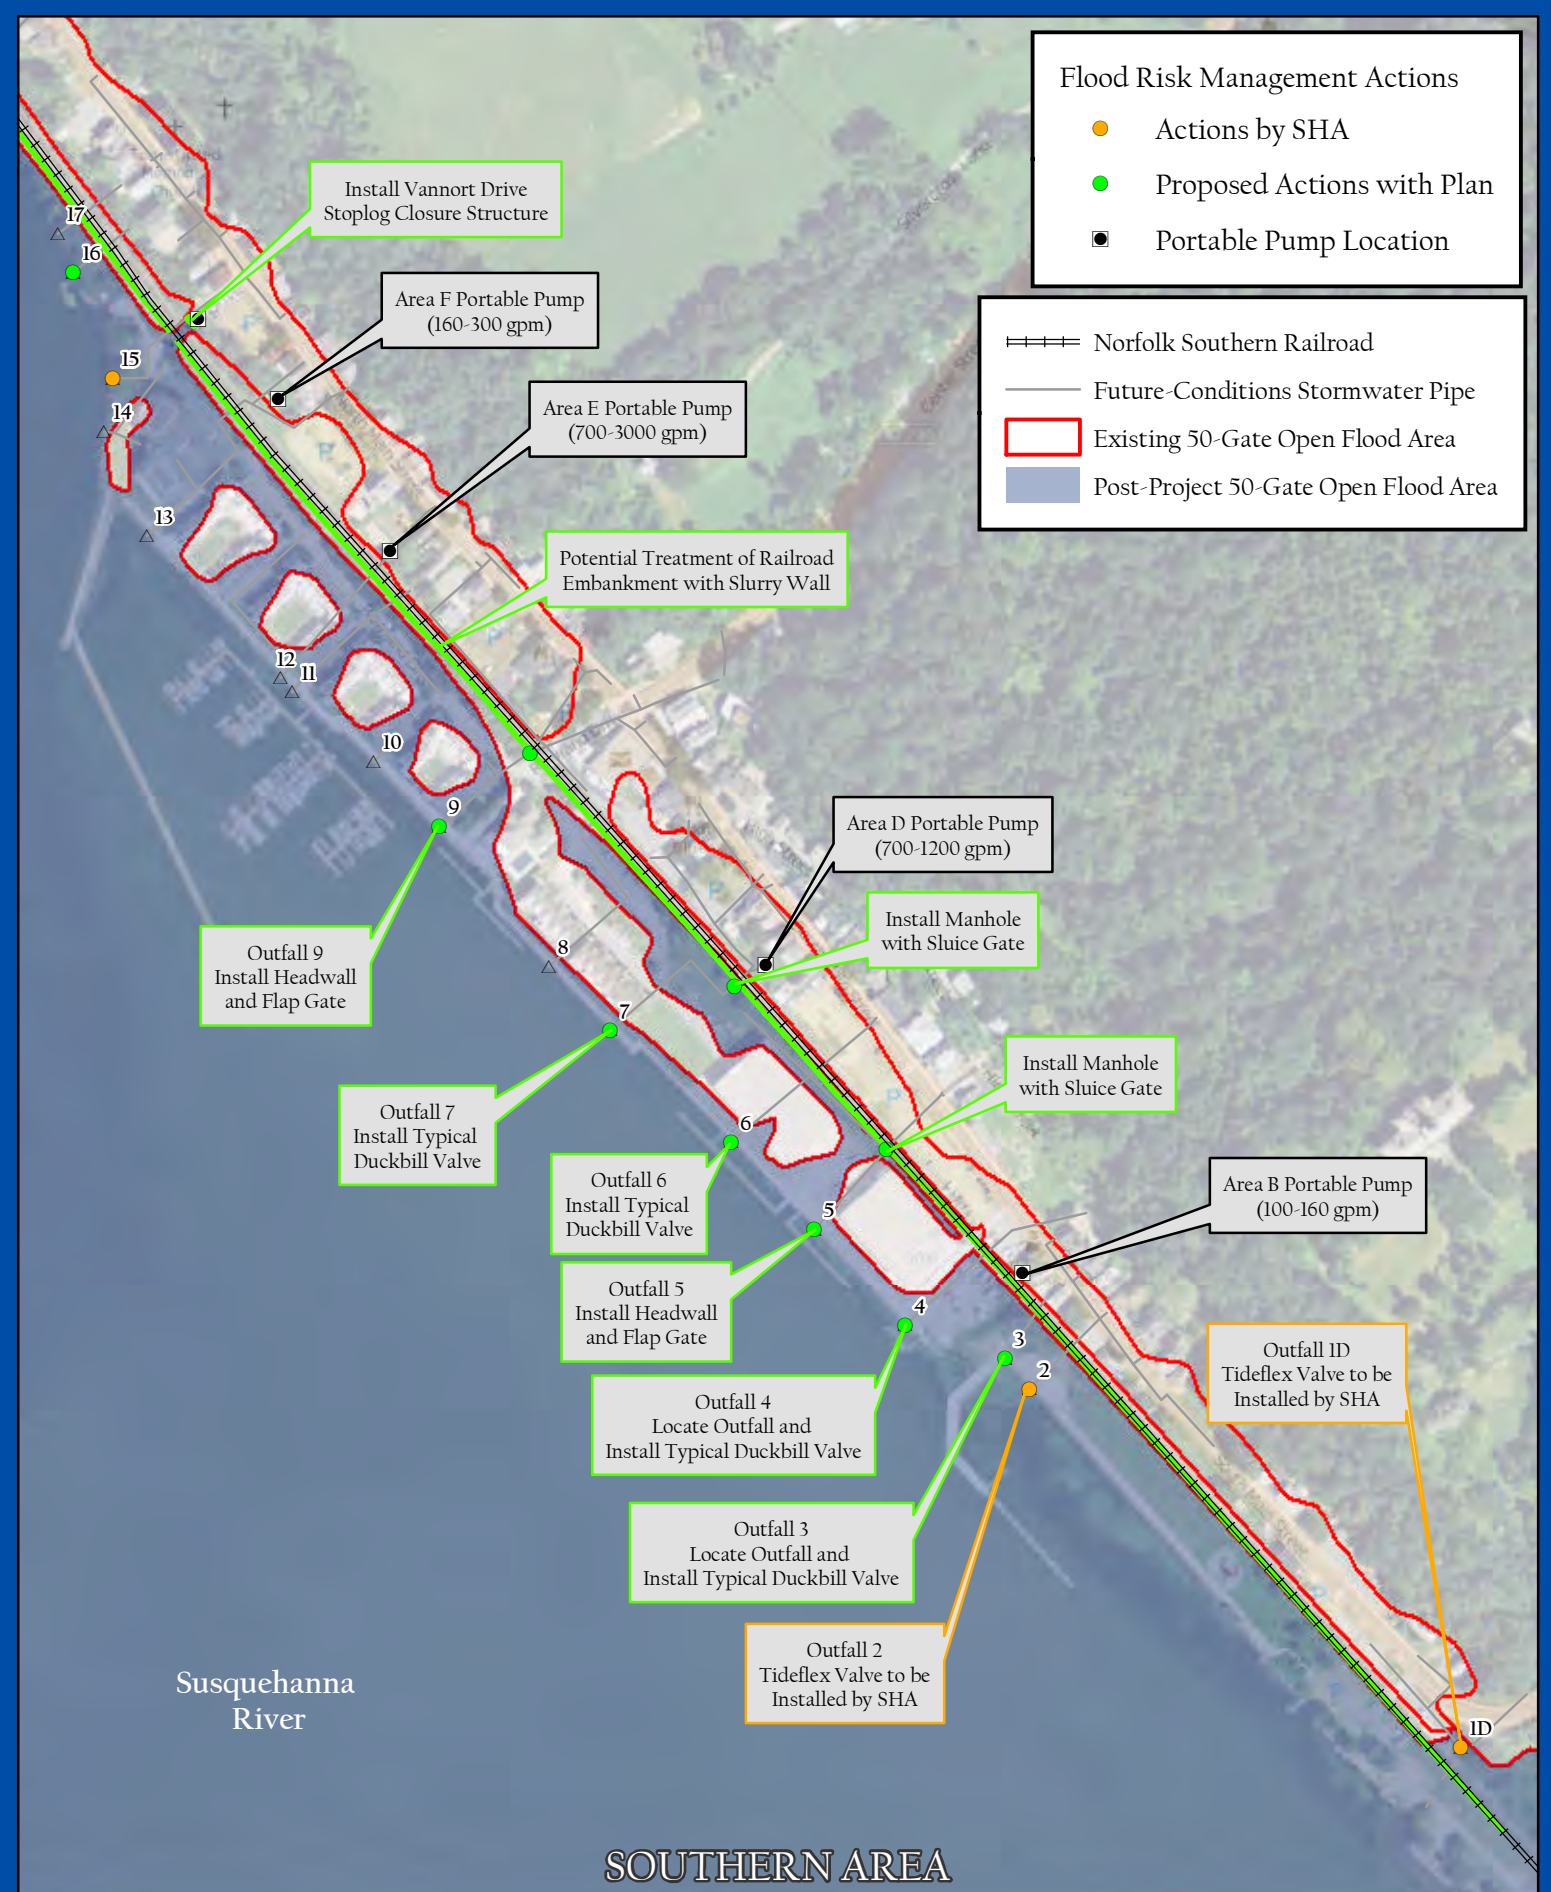 Flood Risk Management Actions
Actions by SHA
Proposed Actions with Plan
Portable Pump Location
Norfolk Southern Railroad
Future-Conditions Stormwater Pipe
Existing 50-Gate Open Flood Area
Post-Project 50-Gate Open Flood Area
Install Vannort Drive
Stoplog Closure Structure
17
16
Area F Portable Pump
(160-300 gpm)
15
14
Area E Portable Pump
(700-3000 gpm)
13
Potential Treatment of Railroad
Embankment with Slurry Wall
12
11
10
9
Area D Portable Pump
(700-1200 gpm)
Install Manhole
with Sluice Gate
Outfall 9
Install Headwall
and Flap Gate
8
7
Install Manhole
with Sluice Gate
Outfall 7
Install Typical
Duckbill Valve
6
Outfall 6
Install Typical
Duckbill Valve
Area B Portable Pump
(100-160 gpm)
5
Outfall 5
Install Headwall
and Flap Gate
4
3
2
Outfall 1D
Tideflex Valve to be
Installed by SHA
Outfall 4
Locate Outfall and
Install Typical Duckbill Valve
Outfall 3
Locate Outfall and
Install Typical Duckbill Valve
Outfall 2
Tideflex Valve to be
Installed by SHA
Susquehanna
River
1D
SOUTHERN AREA